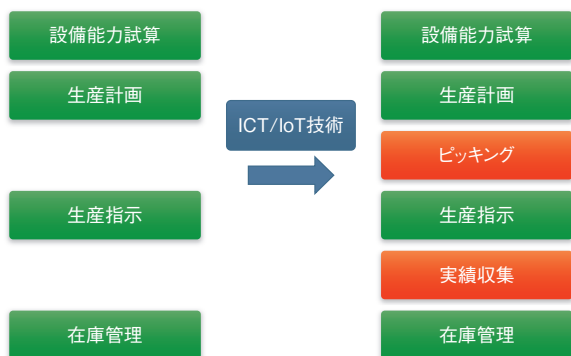 設備能力試算
生産計画
生産指示
在庫管理
ICT/IoT技術
設備能力試算
生産計画
ピッキング
生産指示
実績収集
在庫管理